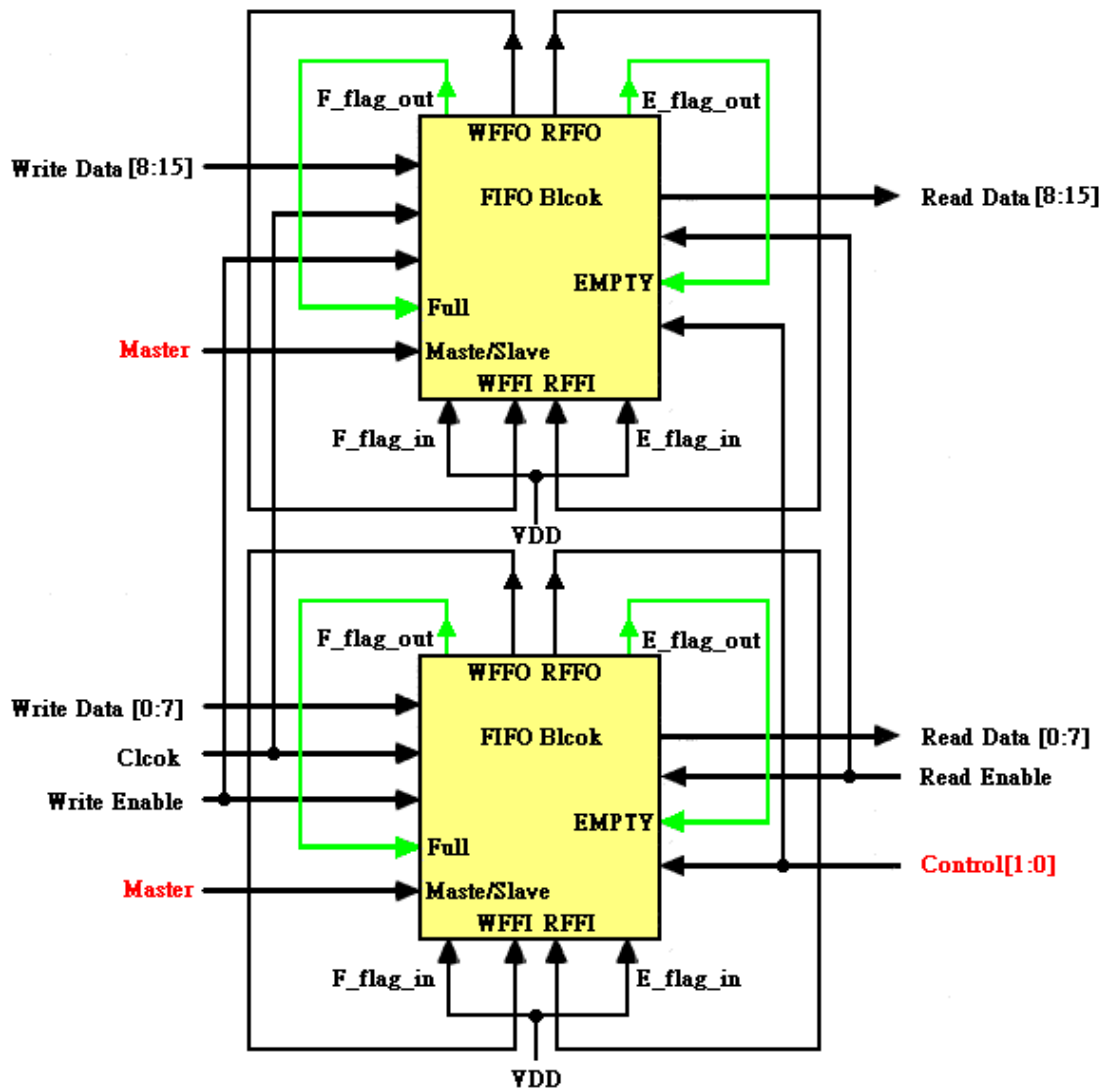 F_flag_out
E_flag_out
WFFO RFFO
Write Data [8:15]
FIFO Blcok
Read Data [8:15]
EMPTY
Full
Master
Maste/Slave
WFFI RFFI
F_flag_in
E_flag_in
VDD
F_flag_out
E_flag_out
WFFO RFFO
Write Data [0:7]
FIFO Blcok
Read Data [0:7]
Clcok
Read Enable
Write Enable
EMPTY
Full
Control[1:0]
Master
Maste/Slave
WFFI RFFI
F_flag_in
E_flag_in
VDD